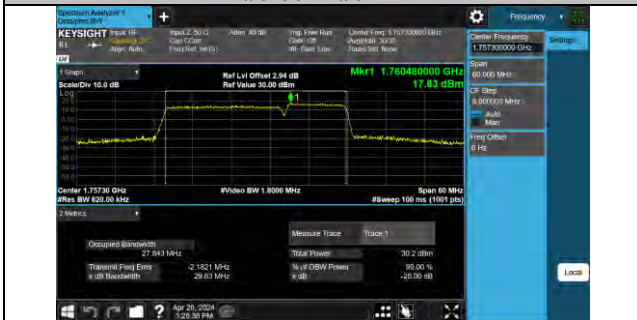 Spectrum Analyzer 1
Occupied BW
Frequency
KEYSIGHT Input: RF
Input Z: 50 Ω
Atten: 40 dB
Trig: Free Run
Center Freq: 1.757300000 GHz
Corr CCorr
Gate: Off
Avg|Hold: 30/30
Align: Auto
Freq Ref: Int (S)
Radio Std: None
Center Frequency
1.757300000 GHz
Settings
Span
60.000 MHz
CF Step
6.000000 MHz
Auto
Man
Freq Offset
0 Hz
1 Graph
Scale/Div 10.0 dB
Ref Lvl Offset 2.94 dB
Ref Value 30.00 dBm
Mkr1 1.760480000 GHz
17.83 dBm
Log
1
Center 1.75730 GHz
#Video BW 1.8000 MHz
Span 60 MHz
#Res BW 620.00 kHz
#Sweep 100 ms (1001 pts)
2 Metrics
Measure Trace
Trace 1
Occupied Bandwidth
27.843 MHz
Total Power
30.2 dBm
Transmit Freq Error
-2.1821 MHz
% of OBW Power
99.00 %
x dB Bandwidth
29.63 MHz
x dB
-26.00 dB
Local
?
Apr 26, 2024
1:25:38 PM